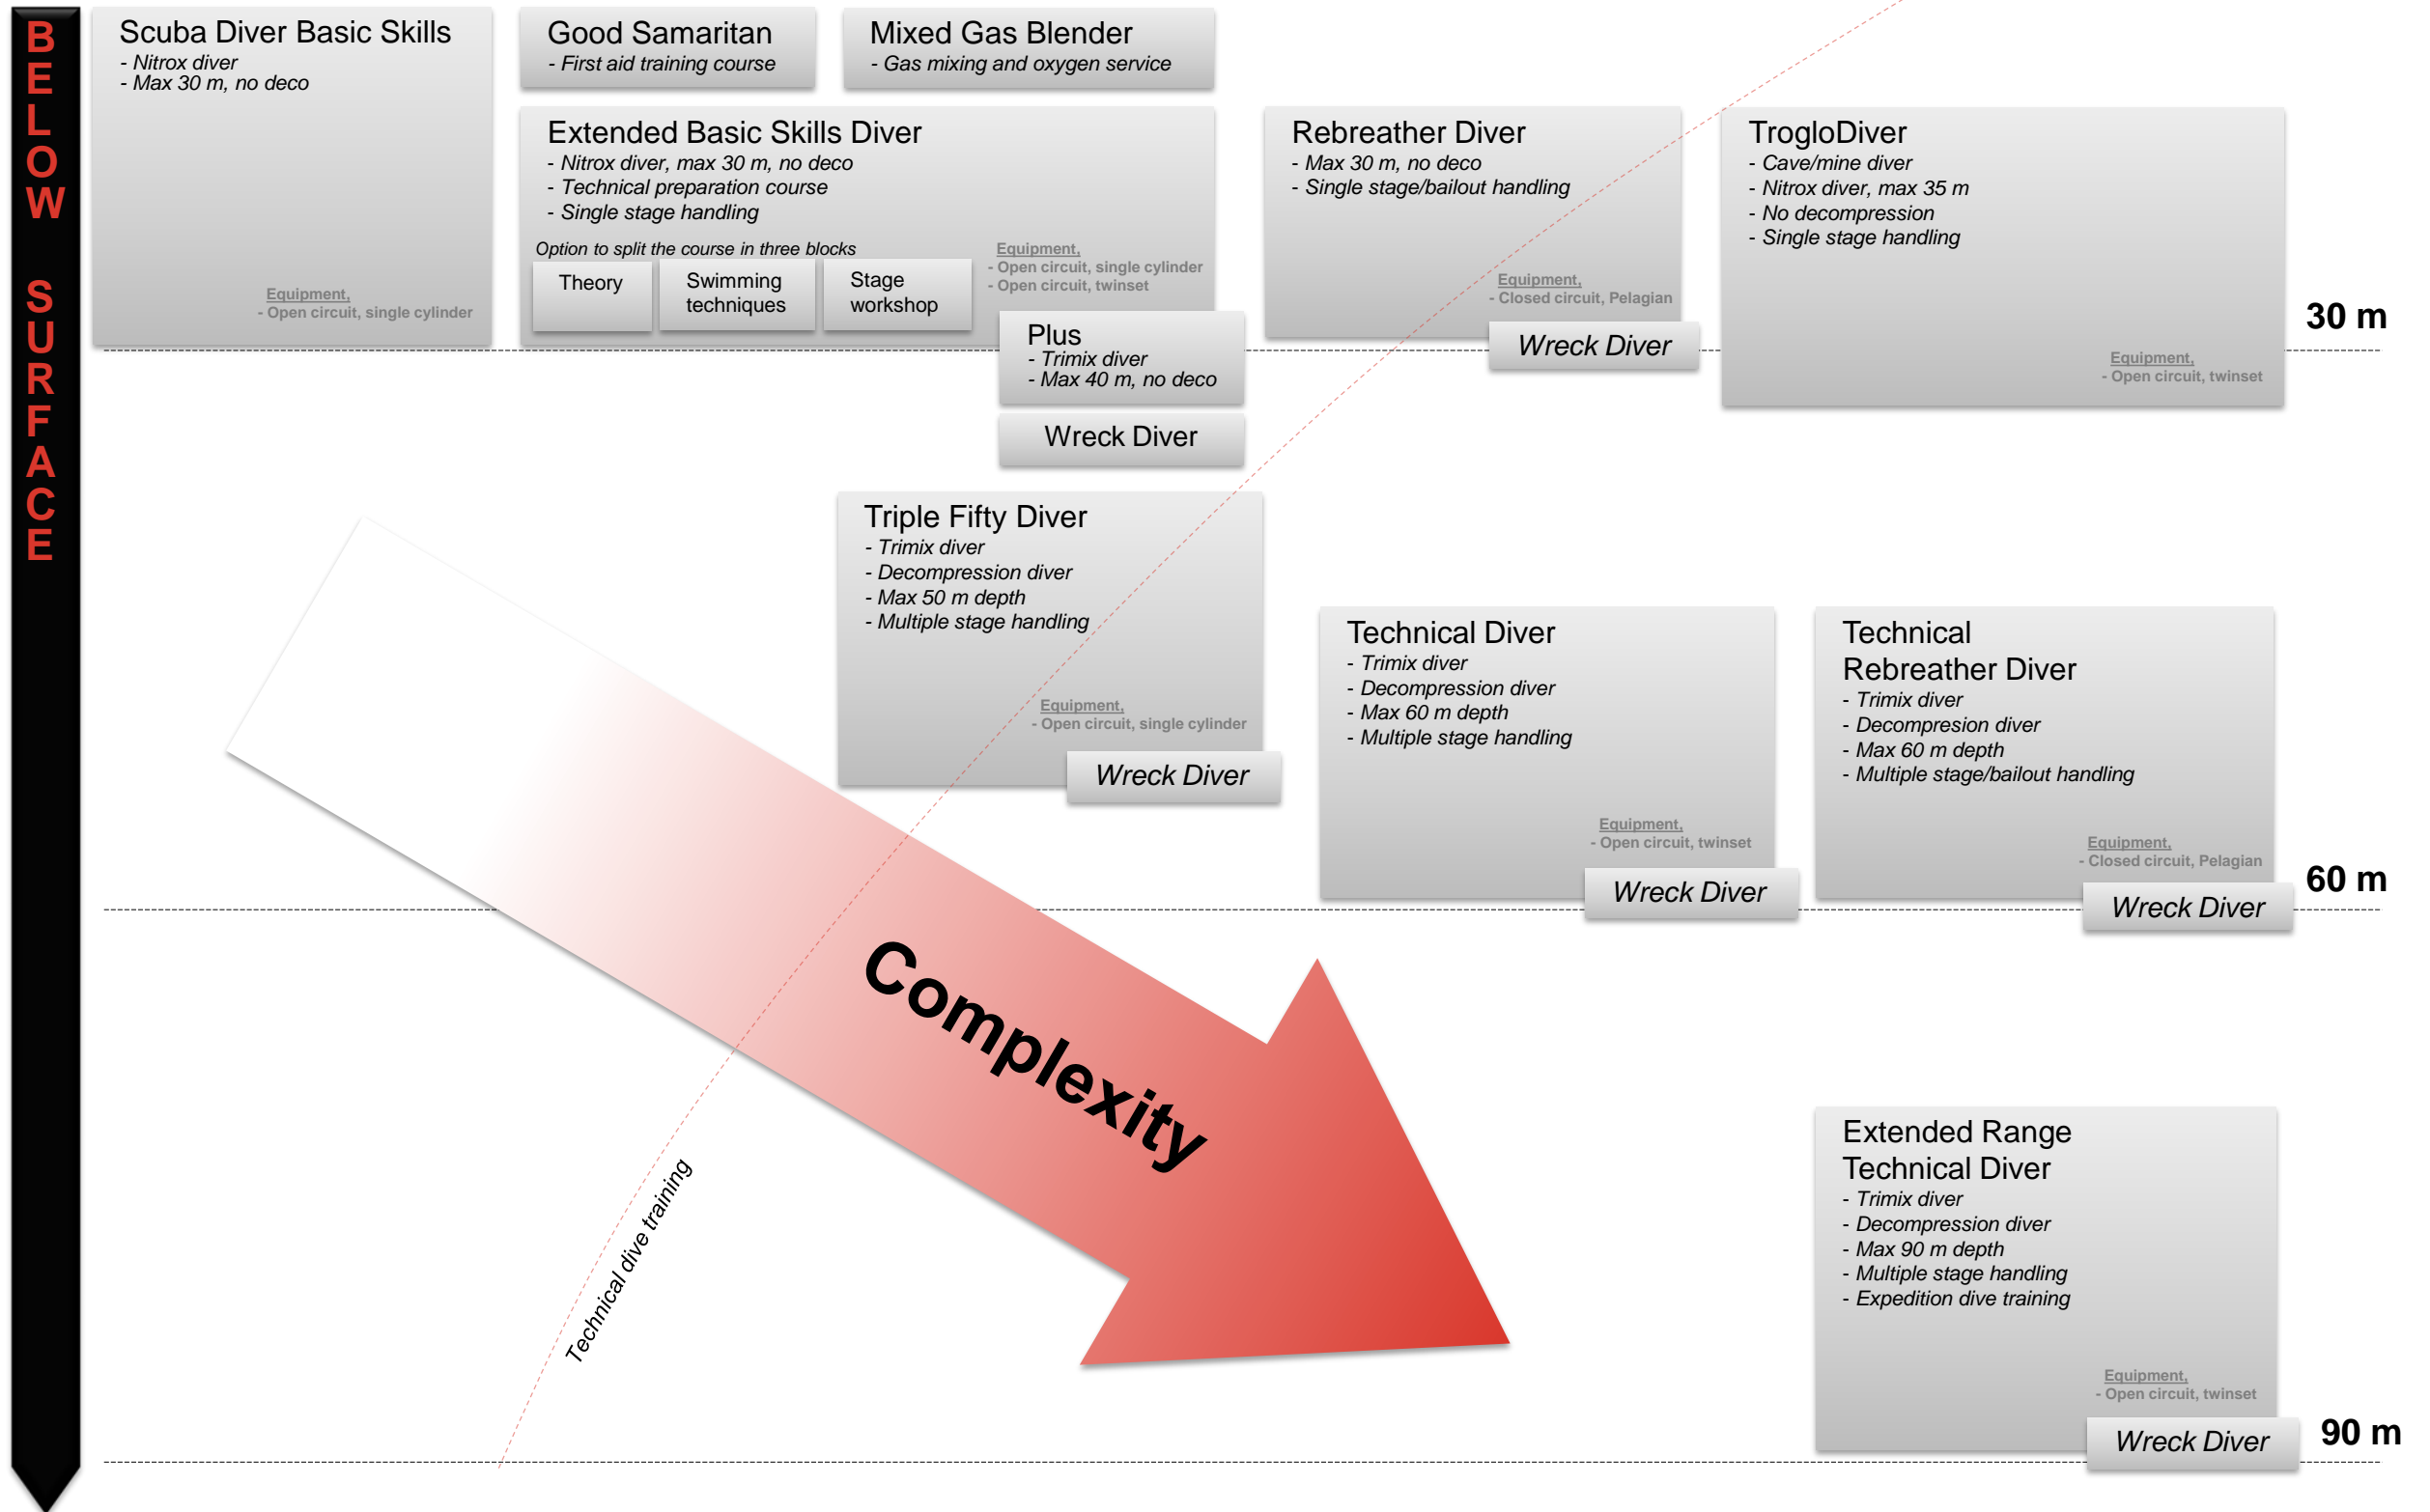 BELOW SURFACE
Scuba Diver Basic Skills
- Nitrox diver
- Max 30 m, no deco
Equipment,
- Open circuit, single cylinder
Good Samaritan
- First aid training course
Mixed Gas Blender
- Gas mixing and oxygen service
Extended Basic Skills Diver
- Nitrox diver, max 30 m, no deco
- Technical preparation course
- Single stage handling
Option to split the course in three blocks
Theory
Swimming
techniques
Stage
workshop
Equipment,
- Open circuit, single cylinder
- Open circuit, twinset
Plus
- Trimix diver
- Max 40 m, no deco
Wreck Diver
Rebreather Diver
- Max 30 m, no deco
- Single stage/bailout handling
Equipment,
- Closed circuit, Pelagian
Wreck Diver
TrogloDiver
- Cave/mine diver
- Nitrox diver, max 35 m
- No decompression
- Single stage handling
Equipment,
- Open circuit, twinset
30 m
Triple Fifty Diver
- Trimix diver
- Decompression diver
- Max 50 m depth
- Multiple stage handling
Equipment,
- Open circuit, single cylinder
Wreck Diver
Technical Diver
- Trimix diver
- Decompression diver
- Max 60 m depth
- Multiple stage handling
Equipment,
- Open circuit, twinset
Wreck Diver
Technical
Rebreather Diver
- Trimix diver
- Decompresion diver
- Max 60 m depth
- Multiple stage/bailout handling
Equipment,
- Closed circuit, Pelagian
Wreck Diver
60 m
Complexity
Technical dive training
Extended Range
Technical Diver
- Trimix diver
- Decompression diver
- Max 90 m depth
- Multiple stage handling
- Expedition dive training
Equipment,
- Open circuit, twinset
Wreck Diver
90 m